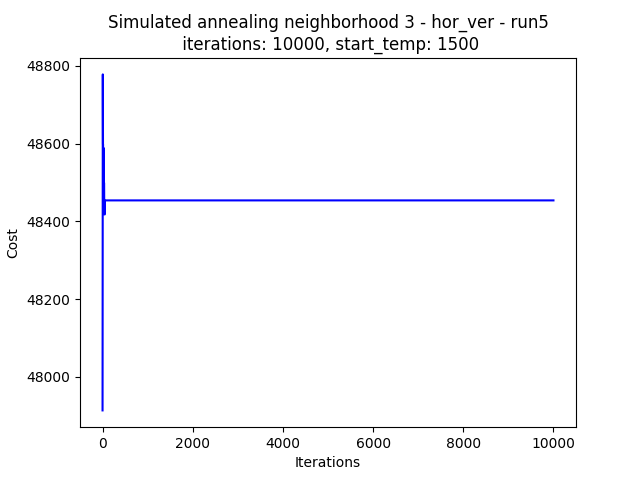 Simulated annealing neighborhood 3 - hor_ver - run5
iterations: 10000, start_temp: 1500
48800
48600
48400
48200
48000
Cost
0 2000 4000 6000 8000 10000
Iterations